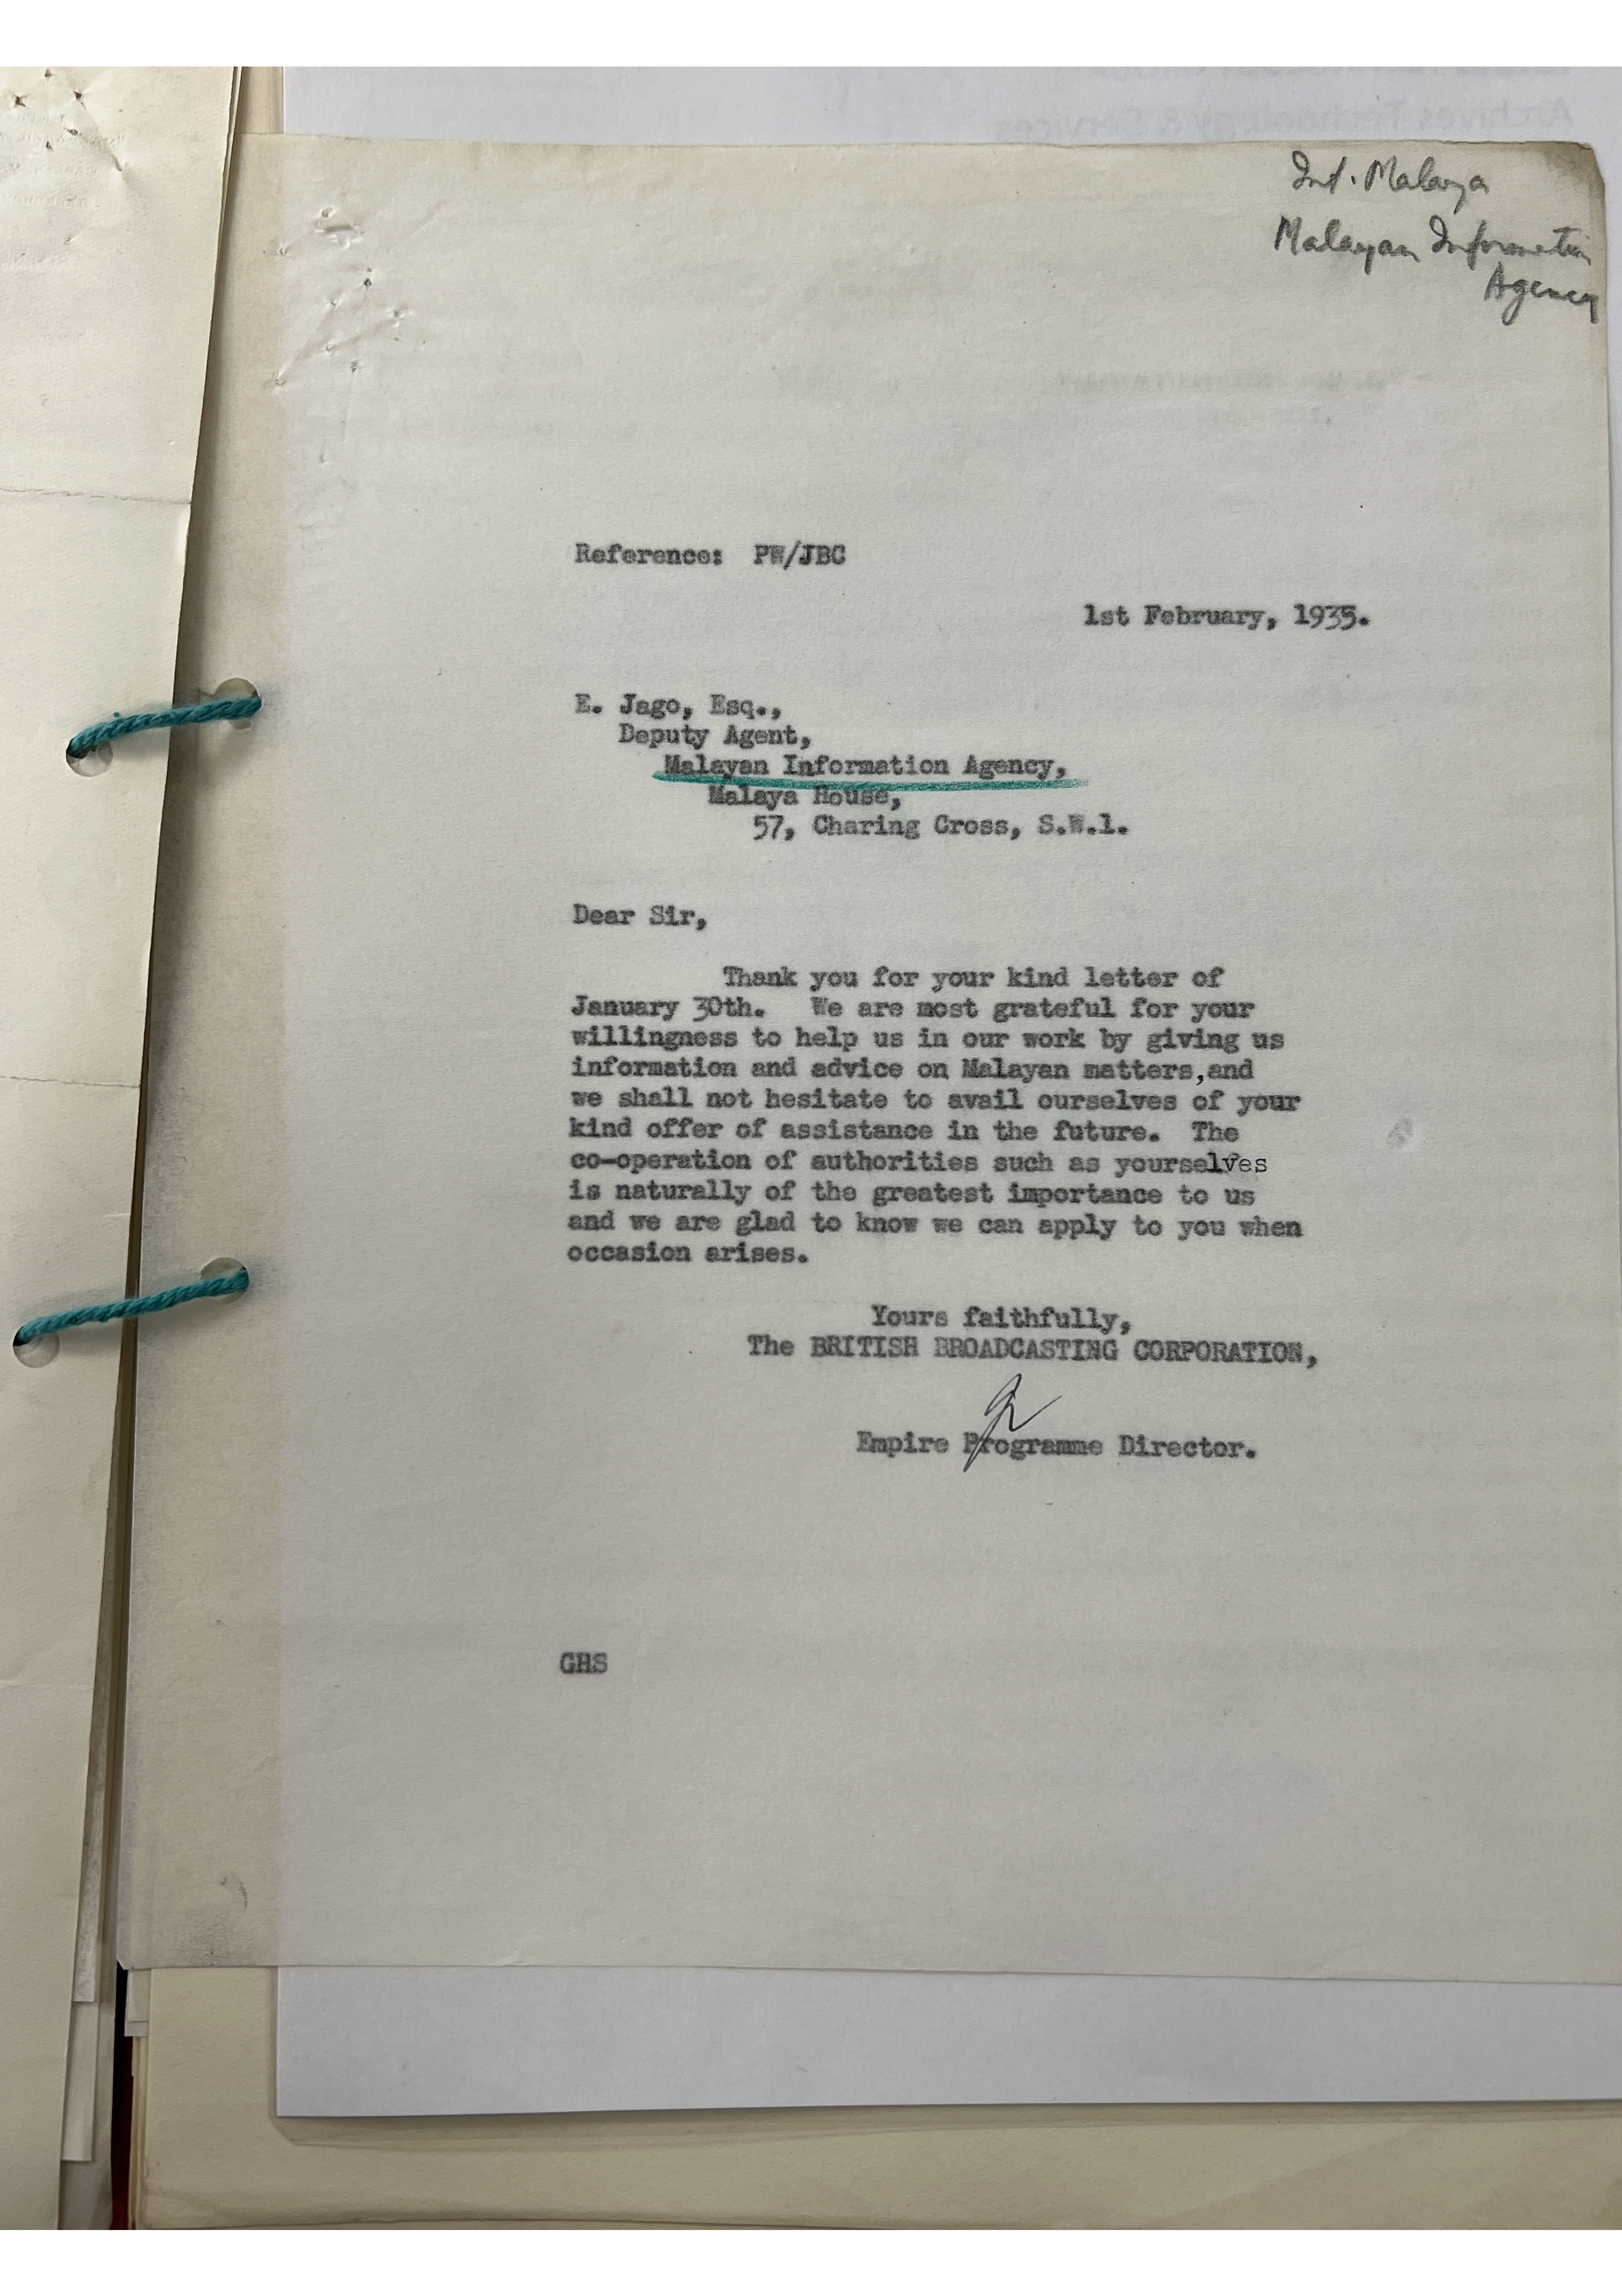 Archives Technology & Services
Int. Malaya
Malayan Information
Agency
Reference: PW/JBC
1st February, 1935.
E. Jago, Esq.,
Deputy Agent,
Malayan Information Agency,
Malaya House,
57, Charing Cross, S.W.1.
Dear Sir,
Thank you for your kind letter of
January 30th. We are most grateful for your
willingness to help us in our work by giving us
information and advice on Malayan matters,and
we shall not hesitate to avail ourselves of your
kind offer of assistance in the future. The
co-operation of authorities such as yourselves
is naturally of the greatest importance to us
and we are glad to know we can apply to you when
occasion arises.
Yours faithfully,
The BRITISH BROADCASTING CORPORATION,
Empire Programme Director.
GHS